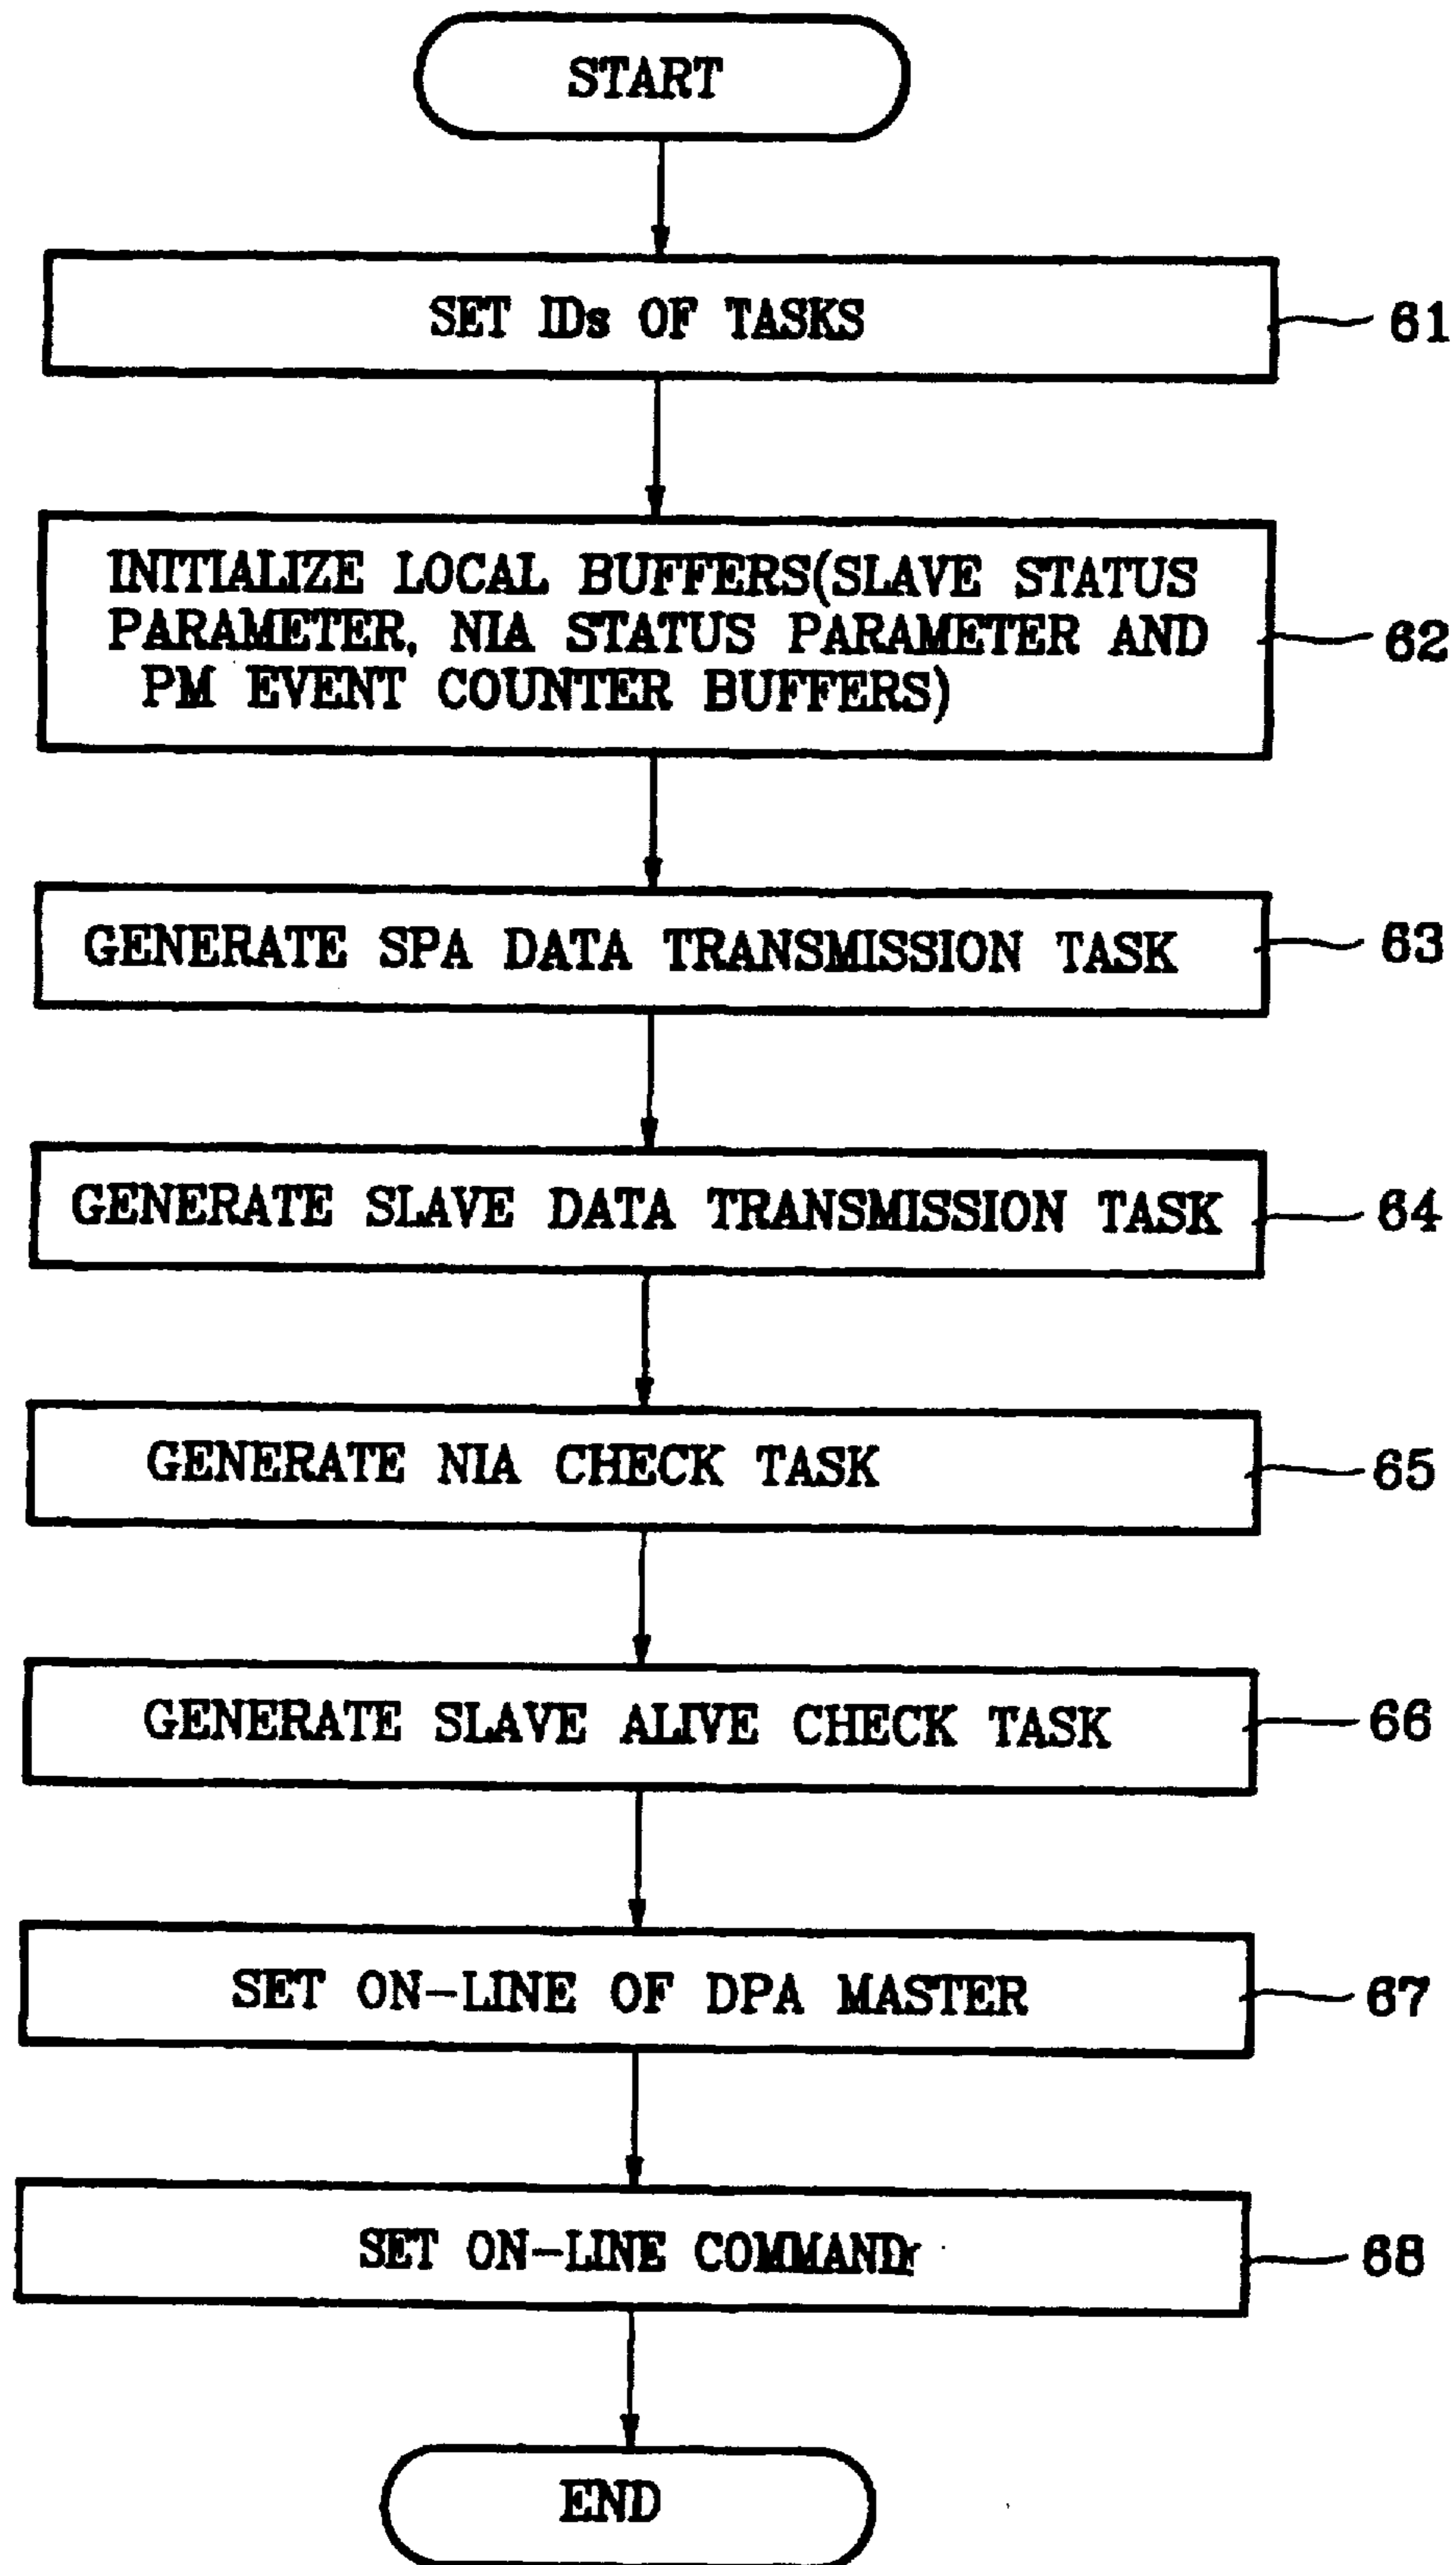 START
SET IDs OF TASKS
61
INITIALIZE LOCAL BUFFERS(SLAVE STATUS
PARAMETER, NIA STATUS PARAMETER AND
PM EVENT COUNTER BUFFERS)
62
GENERATE SPA DATA TRANSMISSION TASK
63
GENERATE SLAVE DATA TRANSMISSION TASK
64
GENERATE NIA CHECK TASK
65
GENERATE SLAVE ALIVE CHECK TASK
66
SET ON-LINE OF DPA MASTER
67
SET ON-LINE COMMAND
68
END